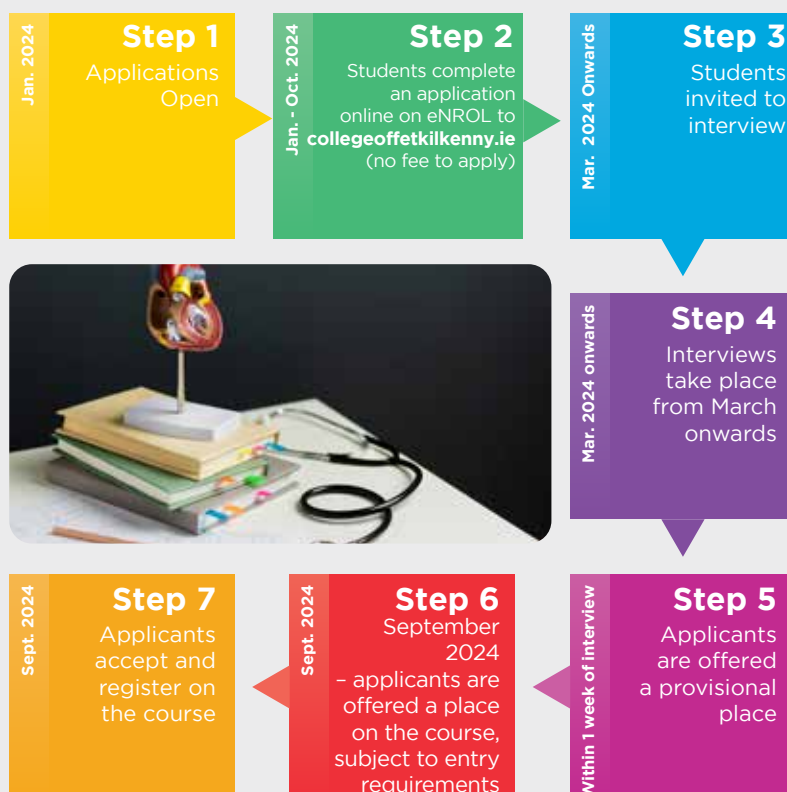 Jan. 2024
Step 1
Applications
Open
Jan. - Oct. 2024
Step 2
Students complete
an application
online on eNROL to
collegeoffetkilkenny.ie
(no fee to apply)
Mar. 2024 Onwards
Step 3
Students
invited to
interview
Mar. 2024 onwards
Step 4
Interviews
take place
from March
onwards
Within 1 week of interview
Step 5
Applicants
are offered
a provisional
place
Sept. 2024
Step 6
September
2024
– applicants are
offered a place
on the course,
subject to entry
requirements
Sept. 2024
Step 7
Applicants
accept and
register on
the course